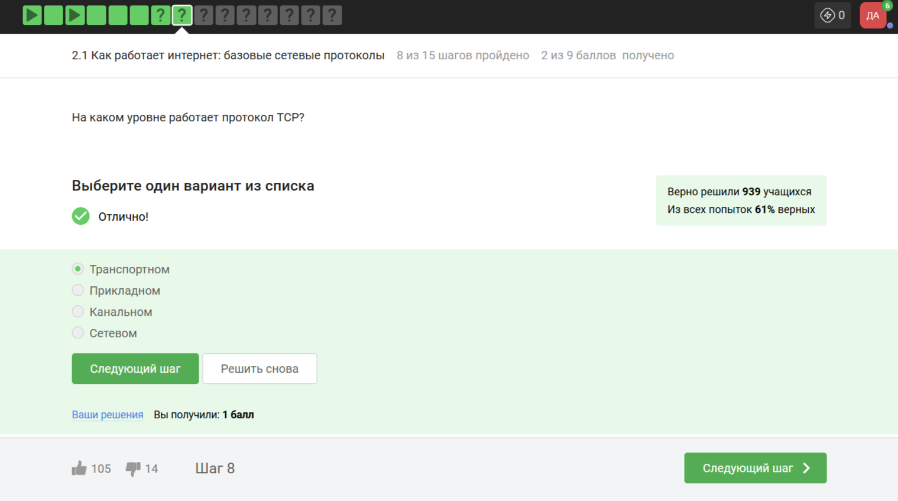 ? ? ? ? ? ? ? ? 0 ДА 6
2.1 Как работает интернет: базовые сетевые протоколы 8 из 15 шагов пройдено 2 из 9 баллов получено
На каком уровне работает протокол TCP?
Выберите один вариант из списка
Отлично!
Верно решили 939 учащихся
Из всех попыток 61% верных
Транспортном
Прикладном
Канальном
Сетевом
Следующий шаг Решить снова
Ваши решения Вы получили: 1 балл
105 14 Шаг 8 Следующий шаг